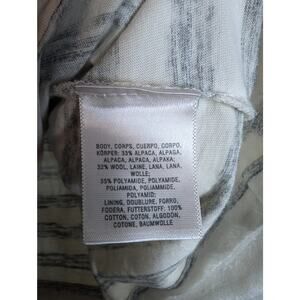 BODY, CORPS, CUERPO, CORPO,
KÖRPER: 33% ALPACA, ALPAGA,
ALPACA, ALPACA, ALPAKA;
32% WOOL, LAINE, LANA, LANA,
WOLLE;
35% POLYAMIDE, POLYAMIDE,
POLIAMIDA, POLIAMMIDE,
POLYAMID;
LINING, DOUBLURE, FORRO,
FODERA, FUTTERSTOFF: 100%
COTTON, COTON, ALGODÓN,
COTONE, BAUMWOLLE